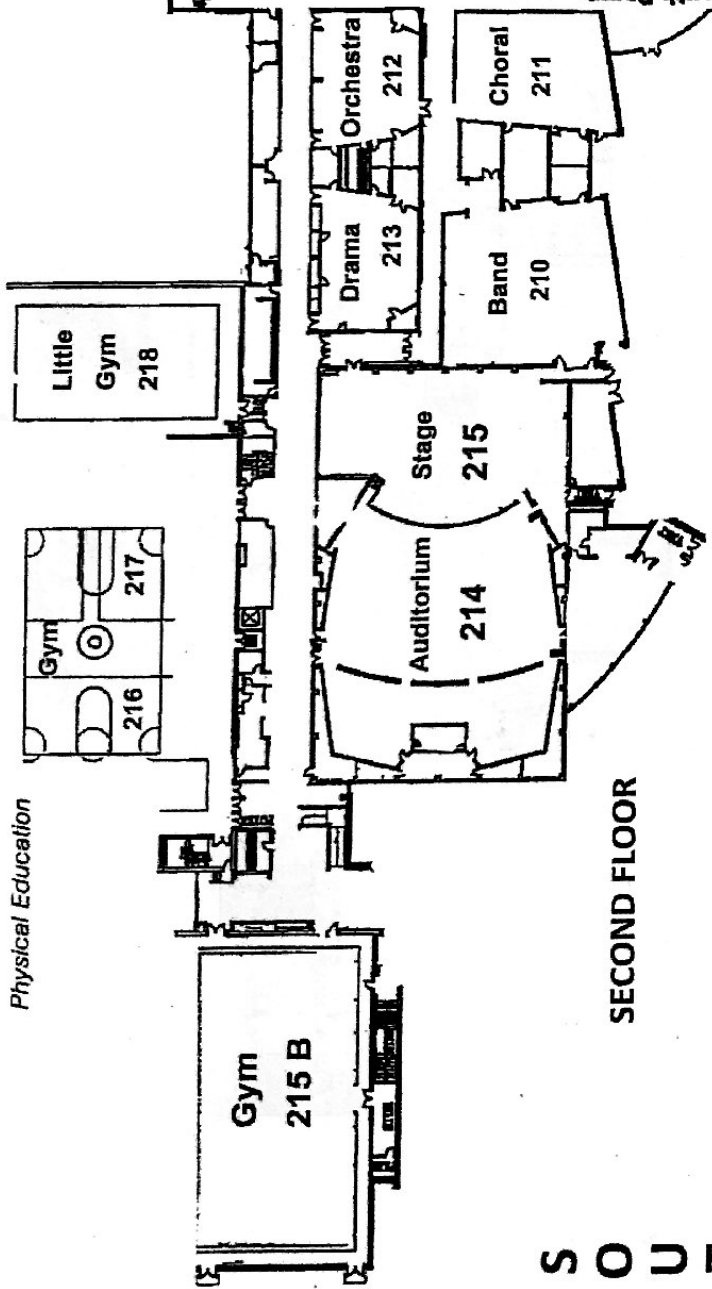 Physical Education
Gym
215 B
Gym
216
217
Little
Gym
218
Auditorium
214
Stage
215
Drama
213
Orchestra
212
Band
210
Choral
211
SECOND FLOOR
S
O
U